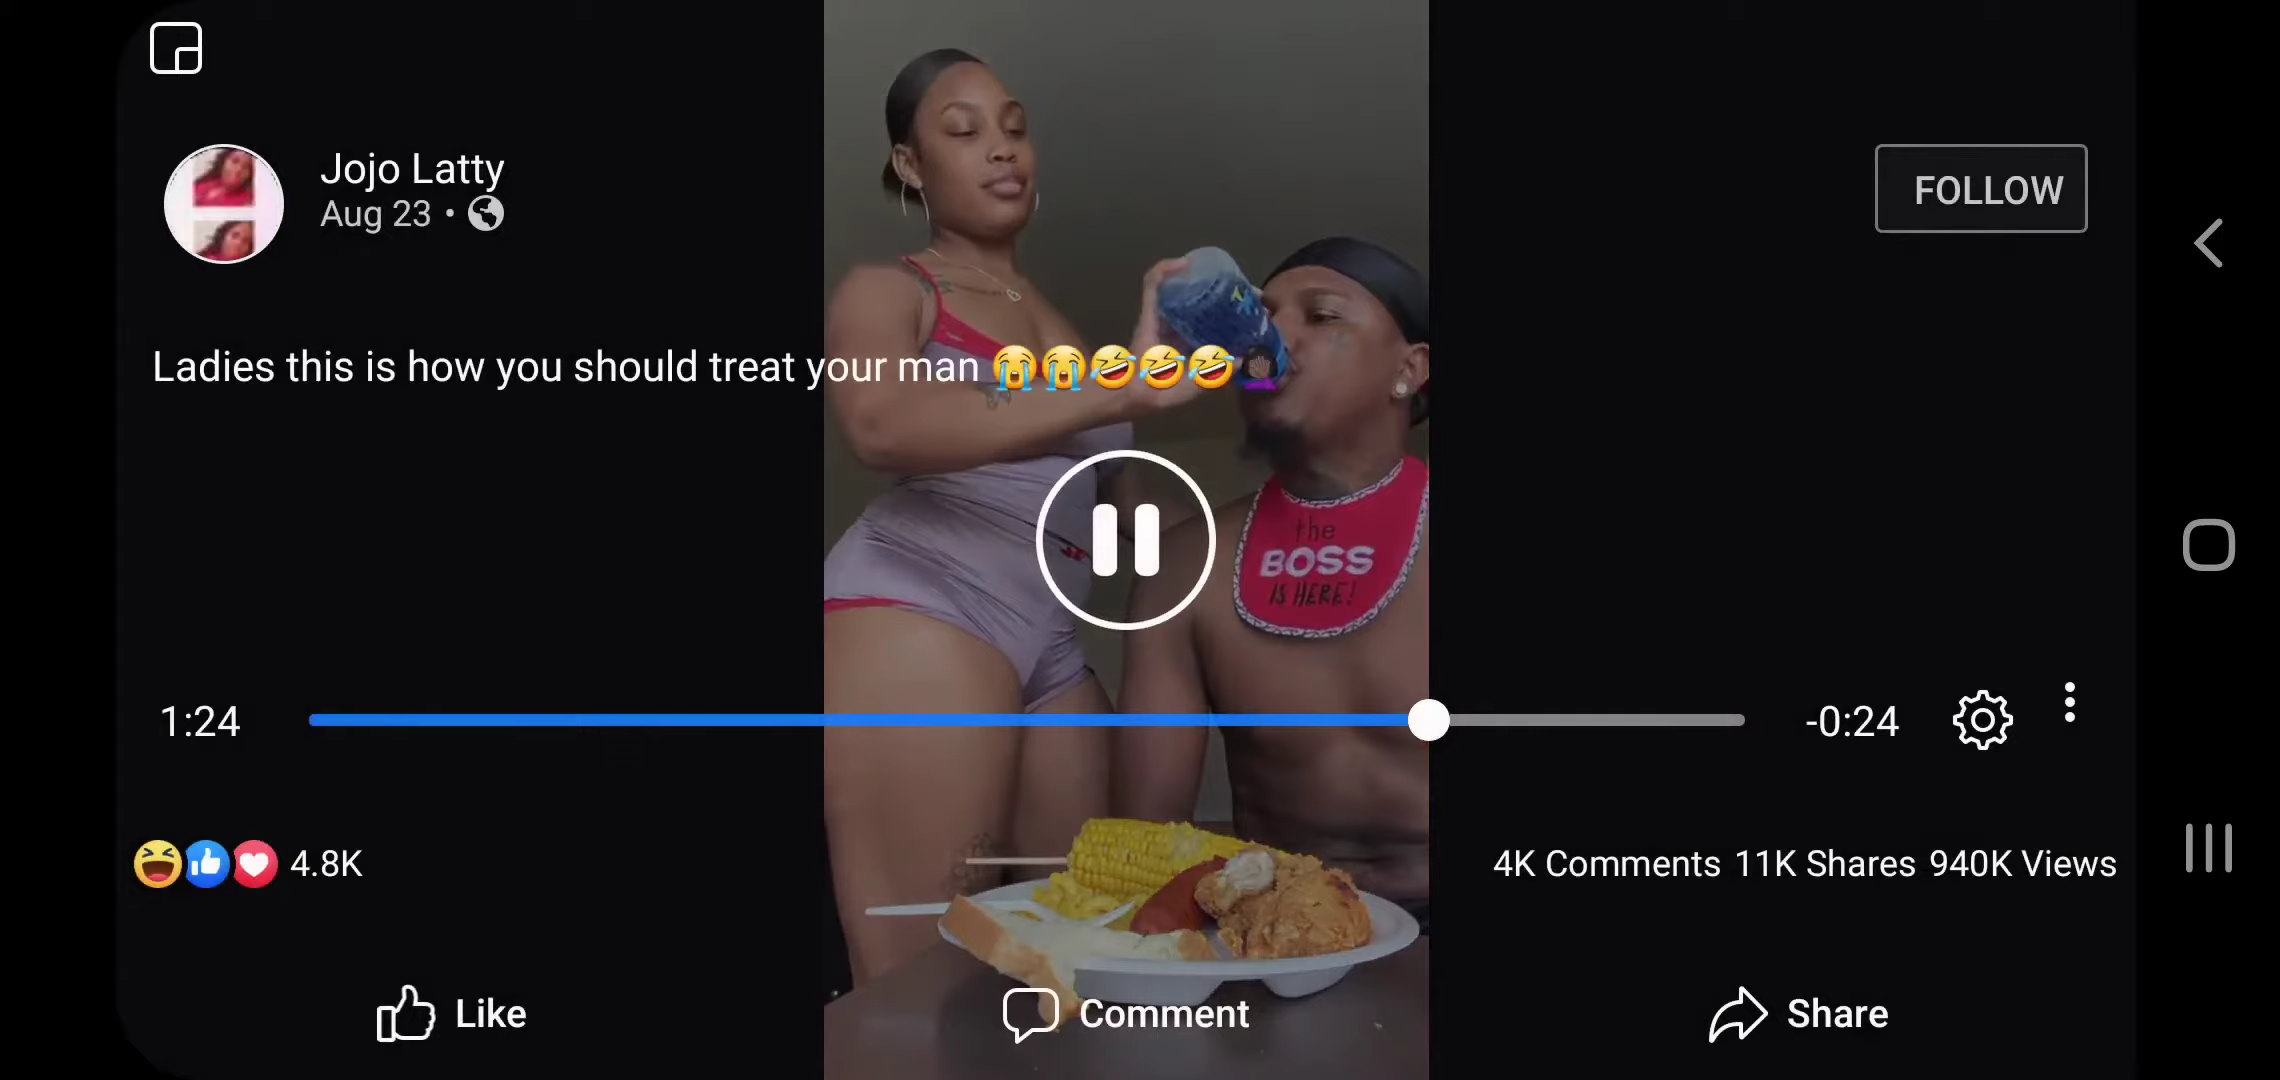 Jojo Latty
Aug 23 •
FOLLOW
Ladies this is how you should treat your man 😭😭🤣🤣🤣🤦🏿‍♀️
the
BOSS
IS HERE!
1:24
-0:24
4.8K
4K Comments 11K Shares 940K Views
Like
Comment
Share